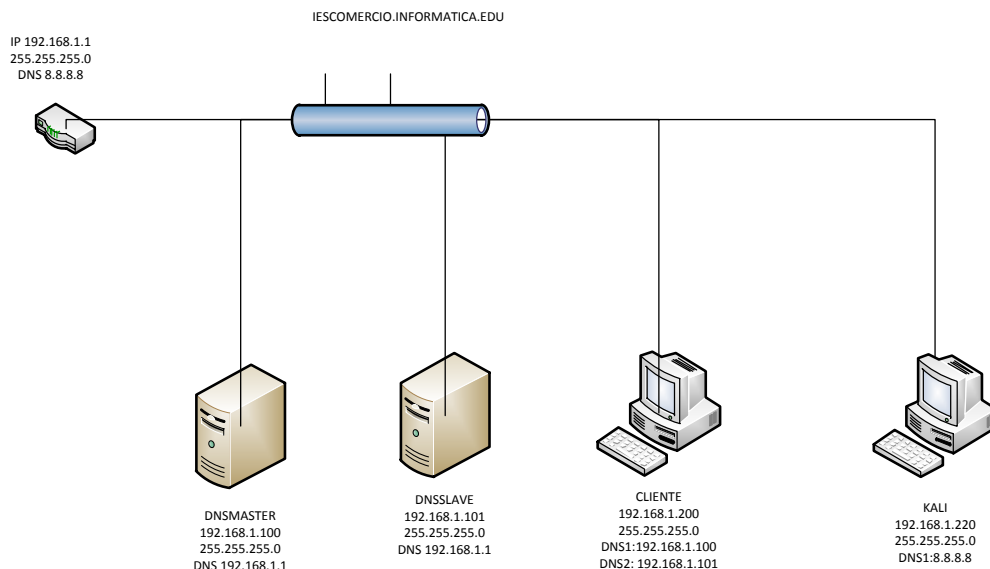 IESCOMERCIO.INFORMATICA.EDU
IP 192.168.1.1
255.255.255.0
DNS 8.8.8.8
DNSMASTER
192.168.1.100
255.255.255.0
DNS 192.168.1.1
DNSSLAVE
192.168.1.101
255.255.255.0
DNS 192.168.1.1
CLIENTE
192.168.1.200
255.255.255.0
DNS1:192.168.1.100
DNS2: 192.168.1.101
KALI
192.168.1.220
255.255.255.0
DNS1:8.8.8.8